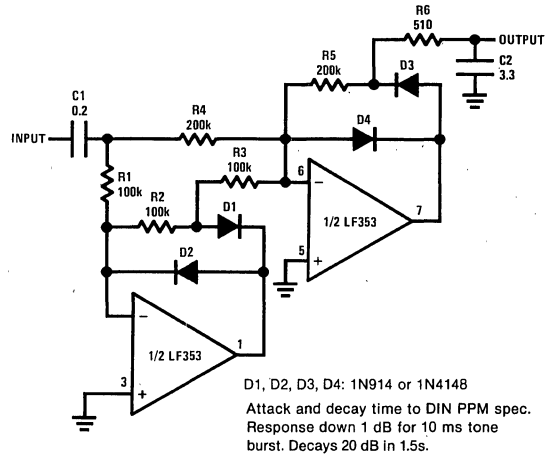 R6
510
OUTPUT
R5
200k
D3
C2
3.3
C1
0.2
R4
200k
D4
INPUT
R3
100k
R1
100k
6
−
7
R2
100k
D1
1/2 LF353
5
+
D2
−
1
1/2 LF353
3
+
D1, D2, D3, D4: 1N914 or 1N4148
Attack and decay time to DIN PPM spec.
Response down 1 dB for 10 ms tone
burst. Decays 20 dB in 1.5s.